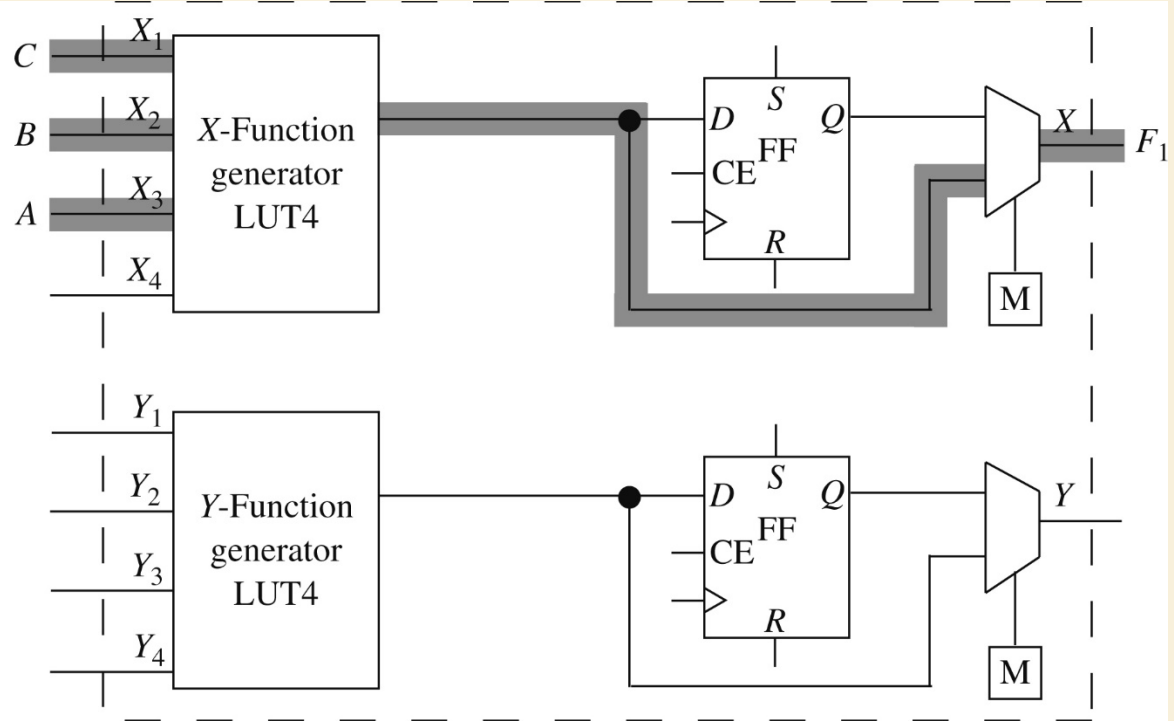 C
X₁
B
X₂
A
X₃
X₄
X-Function
generator
LUT4
D
S
Q
FF
CE
R
M
X
F₁
Y₁
Y₂
Y₃
Y₄
Y-Function
generator
LUT4
D
S
Q
FF
CE
R
M
Y